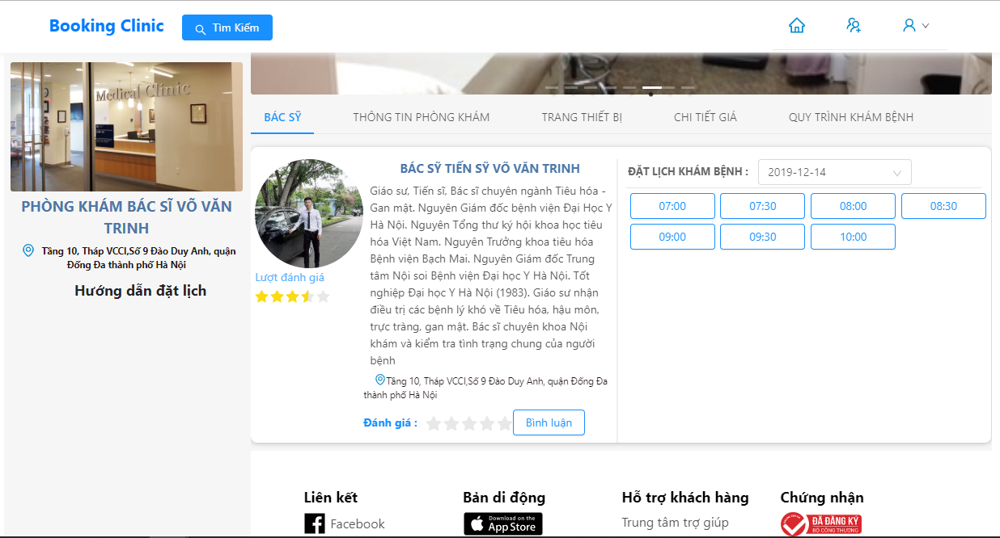 Booking Clinic
Tìm Kiếm
Medical Clinic
PHÒNG KHÁM BÁC SĨ VÕ VĂN
TRINH
Tầng 10, Tháp VCCI,Số 9 Đào Duy Anh, quận
Đống Đa thành phố Hà Nội
Hướng dẫn đặt lịch
BÁC SỸ
THÔNG TIN PHÒNG KHÁM
TRANG THIẾT BỊ
CHI TIẾT GIÁ
QUY TRÌNH KHÁM BỆNH
Lượt đánh giá
BÁC SỸ TIẾN SỸ VÕ VĂN TRINH
Giáo sư, Tiến sĩ, Bác sĩ chuyên ngành Tiêu hóa -
Gan mật. Nguyên Giám đốc bệnh viện Đại Học Y
Hà Nội. Nguyên Tổng thư ký hội khoa học tiêu
hóa Việt Nam. Nguyên Trưởng khoa tiêu hóa
Bệnh viện Bạch Mai. Nguyên Giám đốc Trung
tâm Nội soi Bệnh viện Đại học Y Hà Nội. Tốt
nghiệp Đại học Y Hà Nội (1983). Giáo sư nhận
điều trị các bệnh lý khó về Tiêu hóa, hậu môn,
trực tràng, gan mật. Bác sĩ chuyên khoa Nội
khám và kiểm tra tình trạng chung của người
bệnh
Tầng 10, Tháp VCCI,Số 9 Đào Duy Anh, quận Đống Đa
thành phố Hà Nội
Đánh giá :
Bình luận
ĐẶT LỊCH KHÁM BỆNH :
2019-12-14
07:00
07:30
08:00
08:30
09:00
09:30
10:00
Liên kết
Facebook
Bản di động
Download on the
App Store
Hỗ trợ khách hàng
Trung tâm trợ giúp
Chứng nhận
ĐÃ ĐĂNG KÝ
BỘ CÔNG THƯƠNG